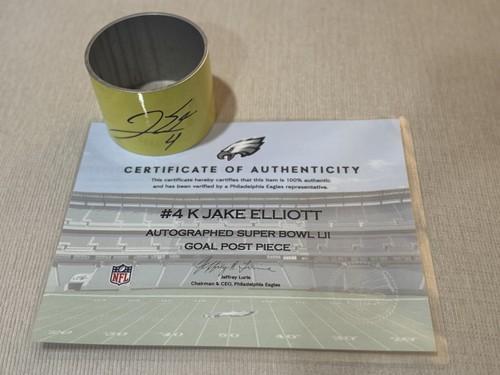 4
CERTIFICATE OF AUTHENTICITY
This certificate hereby certifies that this item is 100% authentic
and has been verified by a Philadelphia Eagles representative.
#4 K JAKE ELLIOTT
AUTOGRAPHED SUPER BOWL LII
GOAL POST PIECE
Jeffrey Lurie
Chairman & CEO, Philadelphia Eagles
NFL